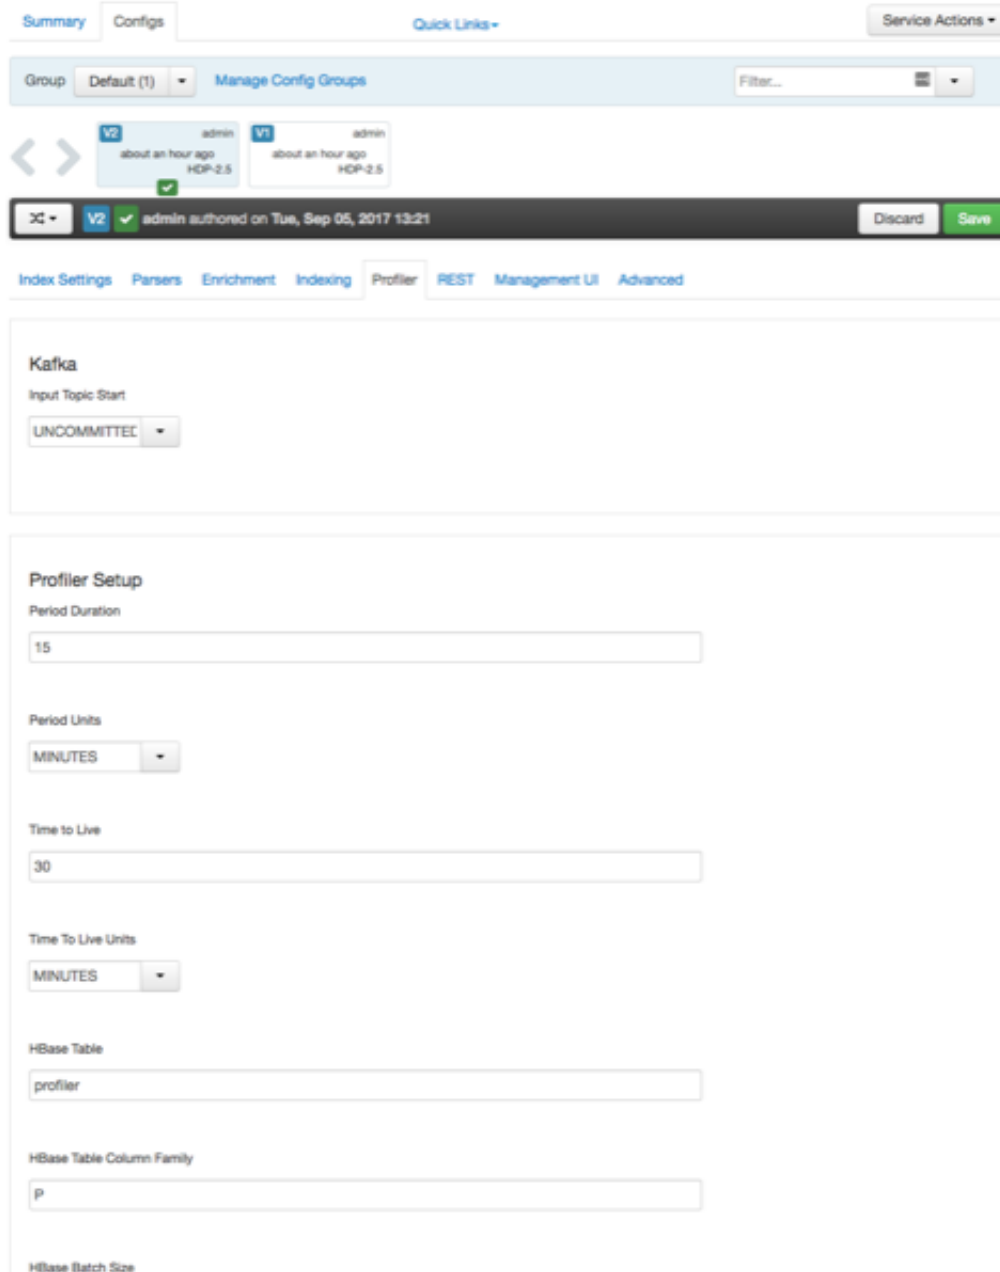 Summary Configs Quick Links Service Actions
Group Default (1) Manage Config Groups Filter...
V2 admin V1 admin
about an hour ago about an hour ago
HDP-2.5 HDP-2.5
V2 admin authored on Tue, Sep 05, 2017 13:21 Discard Save
Index Settings Parsers Enrichment Indexing Profiler REST Management UI Advanced
Kafka
Input Topic Start
UNCOMMITTED
Profiler Setup
Period Duration
15
Period Units
MINUTES
Time to Live
30
Time To Live Units
MINUTES
HBase Table
profiler
HBase Table Column Family
P
HBase Batch Size